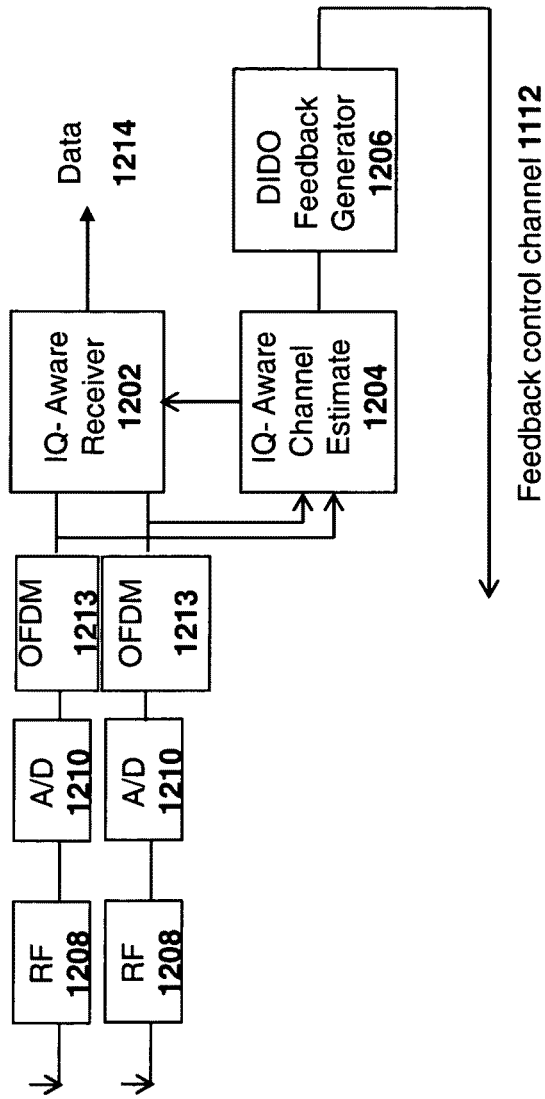 RF
1208
A/D
1210
OFDM
1213
RF
1208
A/D
1210
OFDM
1213
IQ- Aware
Receiver
1202
Data
1214
IQ-Aware
Channel
Estimate
1204
DIDO
Feedback
Generator
1206
Feedback control channel 1112